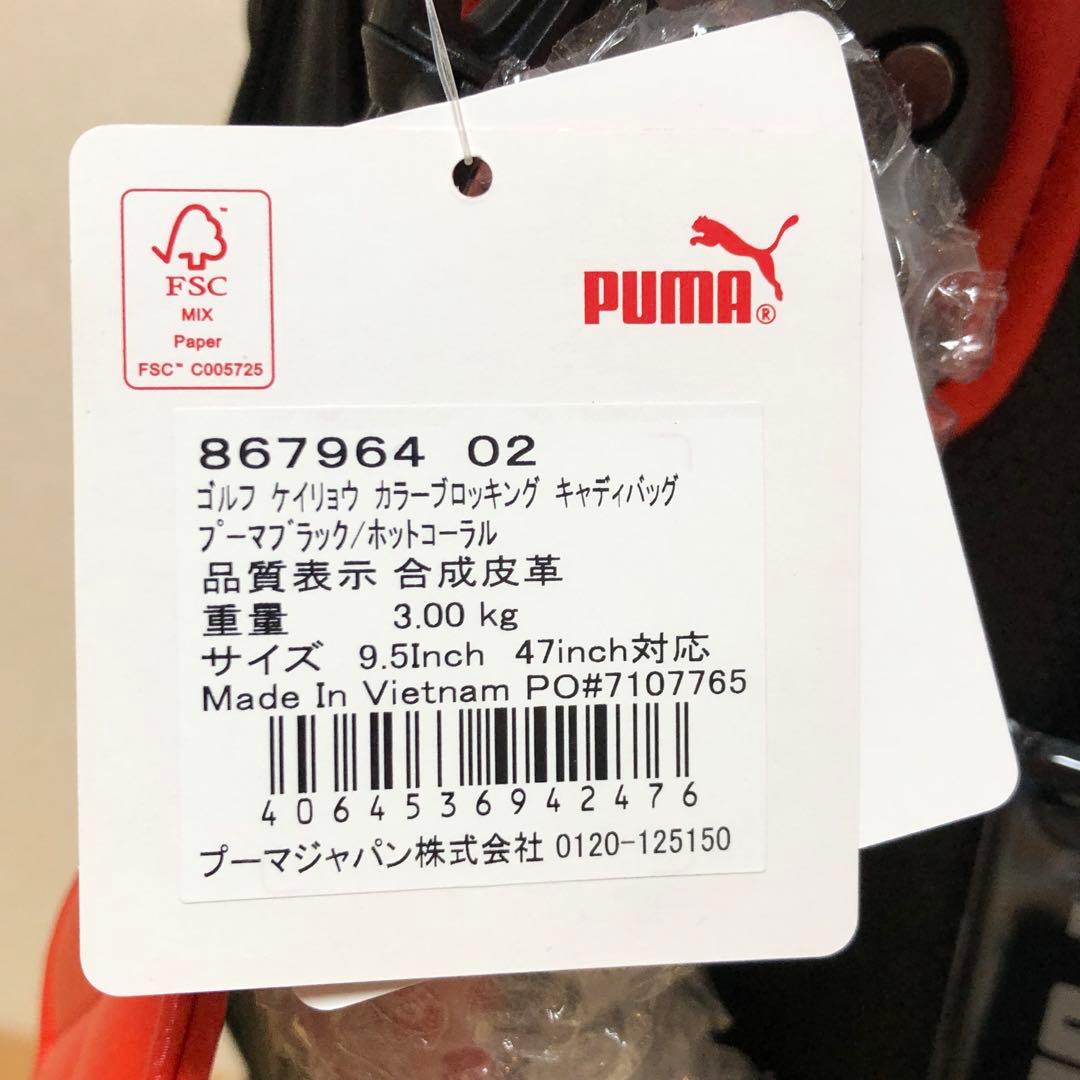 FSC™
MIX
Paper
FSC™ C005725
PUMA®
867964 02
ゴルフ ケイリョウ カラーブロッキング キャディバッグ
プーマブラック/ホットコーラル
品質表示 合成皮革
重量 3.00 kg
サイズ 9.5Inch 47inch対応
Made In Vietnam PO#7107765
4064536942476
プーマジャパン株式会社 0120-125150